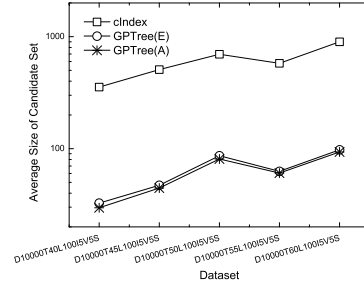 cIndex
GPTree(E)
GPTree(A)
1000
100
Average Size of Candidate Set
D10000T40L100I5V5S
D10000T45L100I5V5S
D10000T50L100I5V5S
D10000T55L100I5V5S
D10000T60L100I5V5S
Dataset